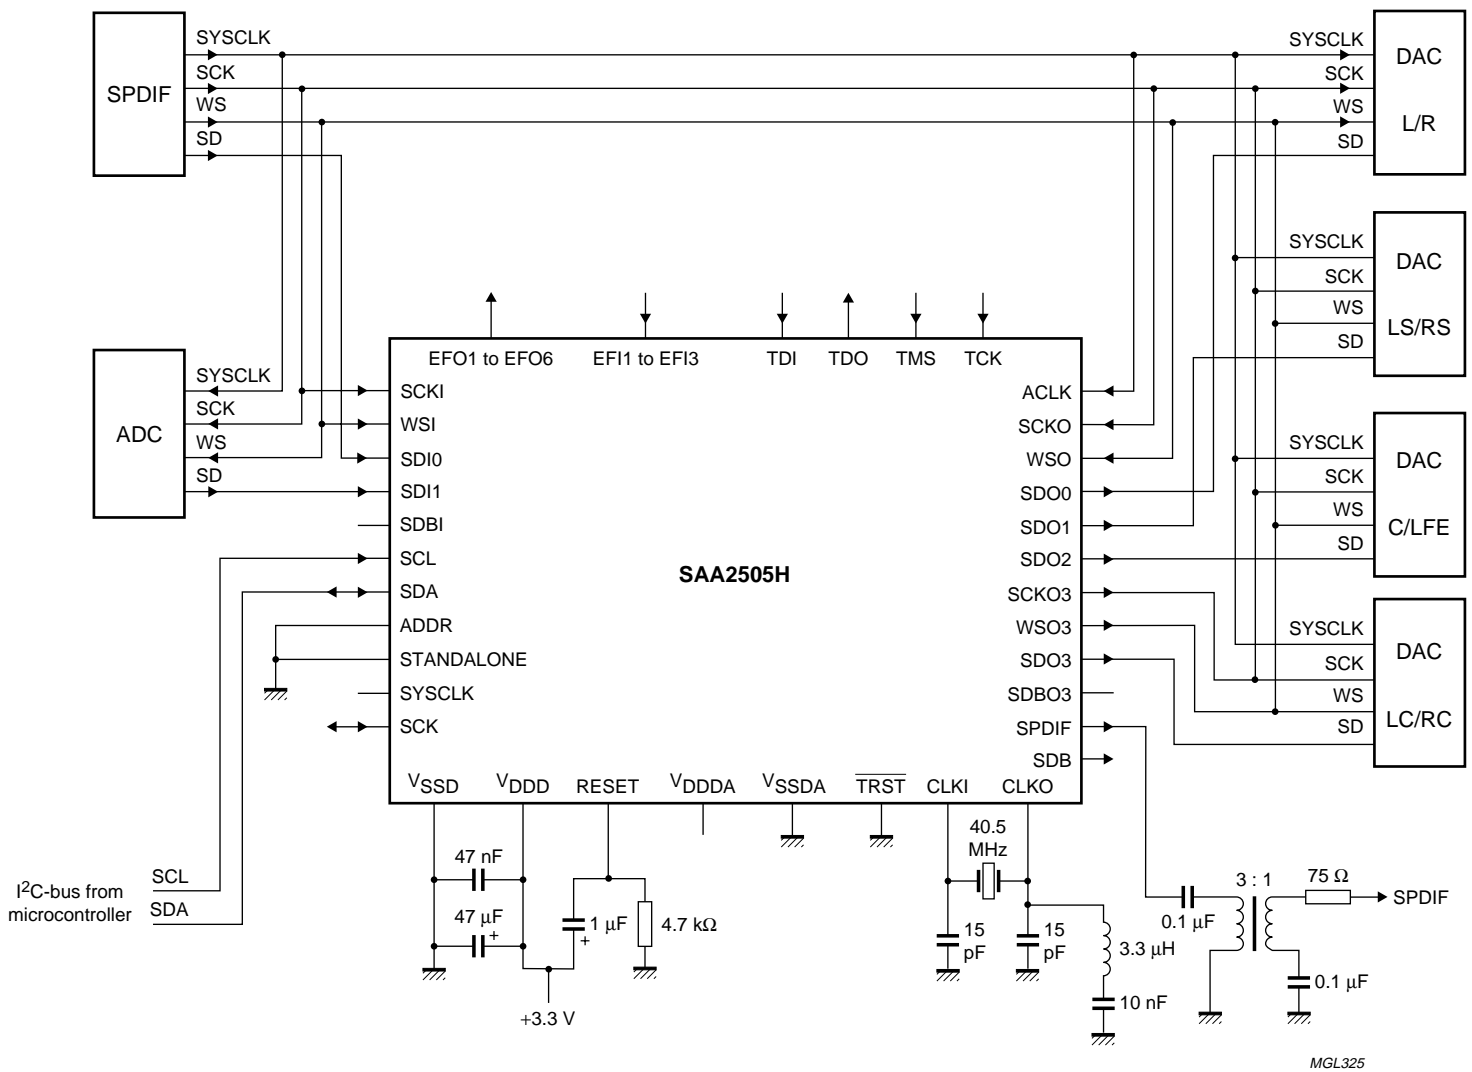 SPDIF
SYSCLK
SCK
WS
SD
SYSCLK
SCK
WS
SD
DAC
L/R
SYSCLK
SCK
WS
SD
DAC
LS/RS
SYSCLK
SCK
WS
SD
DAC
C/LFE
SYSCLK
SCK
WS
SD
DAC
LC/RC
ADC
SYSCLK
SCK
WS
SD
EFO1 to EFO6
EFI1 to EFI3
TDI
TDO
TMS
TCK
SCKI
WSI
SDI0
SDI1
SDBI
SCL
SDA
ADDR
STANDALONE
SYSCLK
SCK
SAA2505H
ACLK
SCKO
WSO
SDO0
SDO1
SDO2
SCKO3
WSO3
SDO3
SDBO3
SPDIF
SDB
VSSD
VDDD
RESET
VDDDA
VSSDA
TRST
CLKI
CLKO
I2C-bus from
microcontroller
SCL
SDA
47 nF
47 µF
+
1 µF
+
4.7 kΩ
+3.3 V
40.5
MHz
15
pF
15
pF
3.3 µH
10 nF
0.1 µF
3 : 1
75 Ω
SPDIF
0.1 µF
MGL325